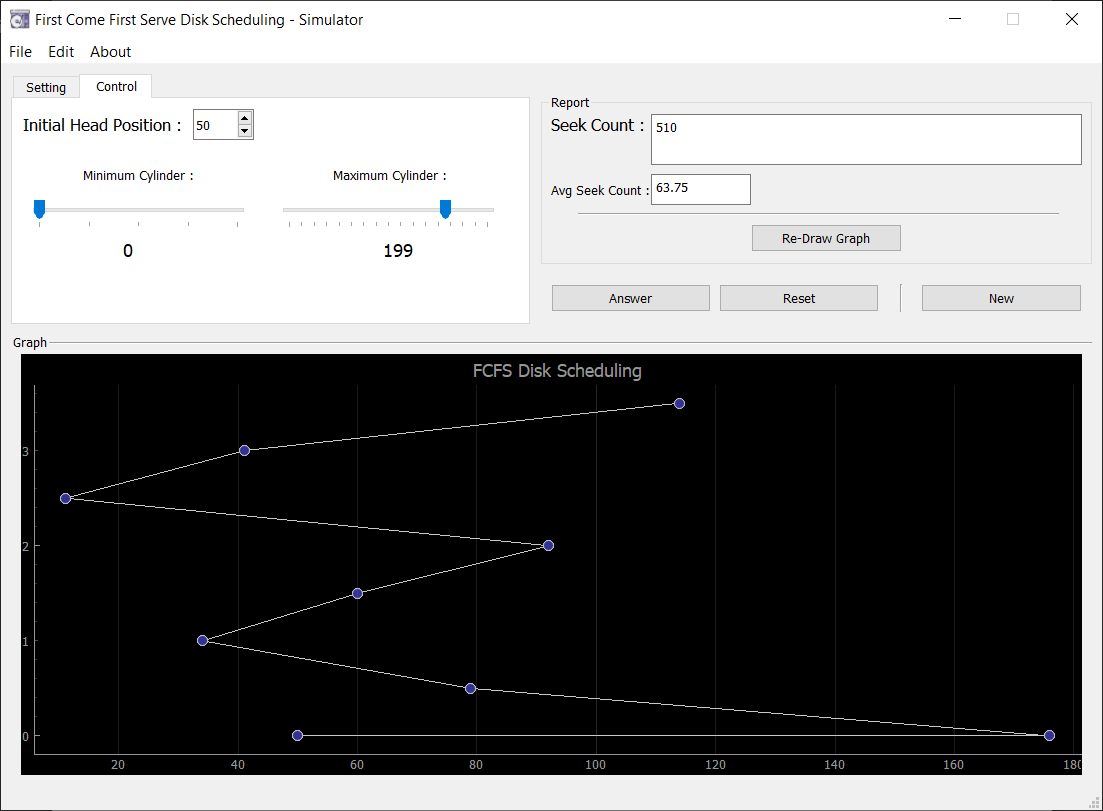 First Come First Serve Disk Scheduling - Simulator
File Edit About
Setting Control
Initial Head Position : 50
Minimum Cylinder : Maximum Cylinder :
0 199
Report
Seek Count : 510
Avg Seek Count : 63.75
Re-Draw Graph
Answer Reset New
Graph
FCFS Disk Scheduling
3
2
1
0
20 40 60 80 100 120 140 160 180